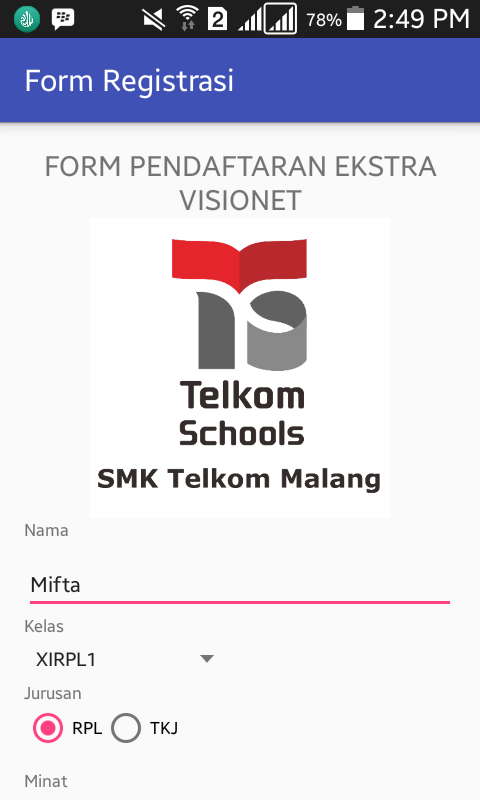 2 78% 2:49 PM
Form Registrasi
FORM PENDAFTARAN EKSTRA
VISIONET
Telkom
Schools
SMK Telkom Malang
Nama
Mifta
Kelas
XIRPL1
Jurusan
RPL TKJ
Minat